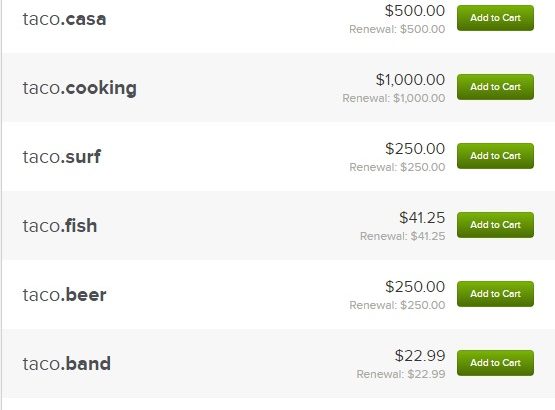 taco.casa
$500.00
Renewal: $500.00
Add to Cart
taco.cooking
$1,000.00
Renewal: $1,000.00
Add to Cart
taco.surf
$250.00
Renewal: $250.00
Add to Cart
taco.fish
$41.25
Renewal: $41.25
Add to Cart
taco.beer
$250.00
Renewal: $250.00
Add to Cart
taco.band
$22.99
Renewal: $22.99
Add to Cart